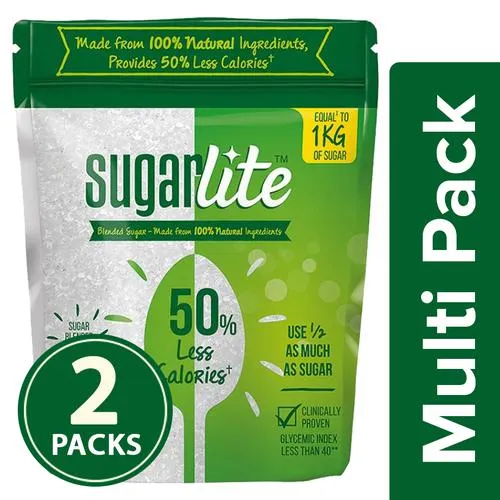 Made from 100% Natural Ingredients,
Provides 50% Less Calories†
EQUAL† TO
1KG
OF SUGAR
sugarlite™
Blended Sugar - Made from 100% Natural Ingredients
50%
Less
Calories†
SUGAR
USE 1/2
AS MUCH
AS SUGAR
CLINICALLY
PROVEN
GLYCEMIC INDEX
LESS THAN 40**
2
PACKS
Multi Pack